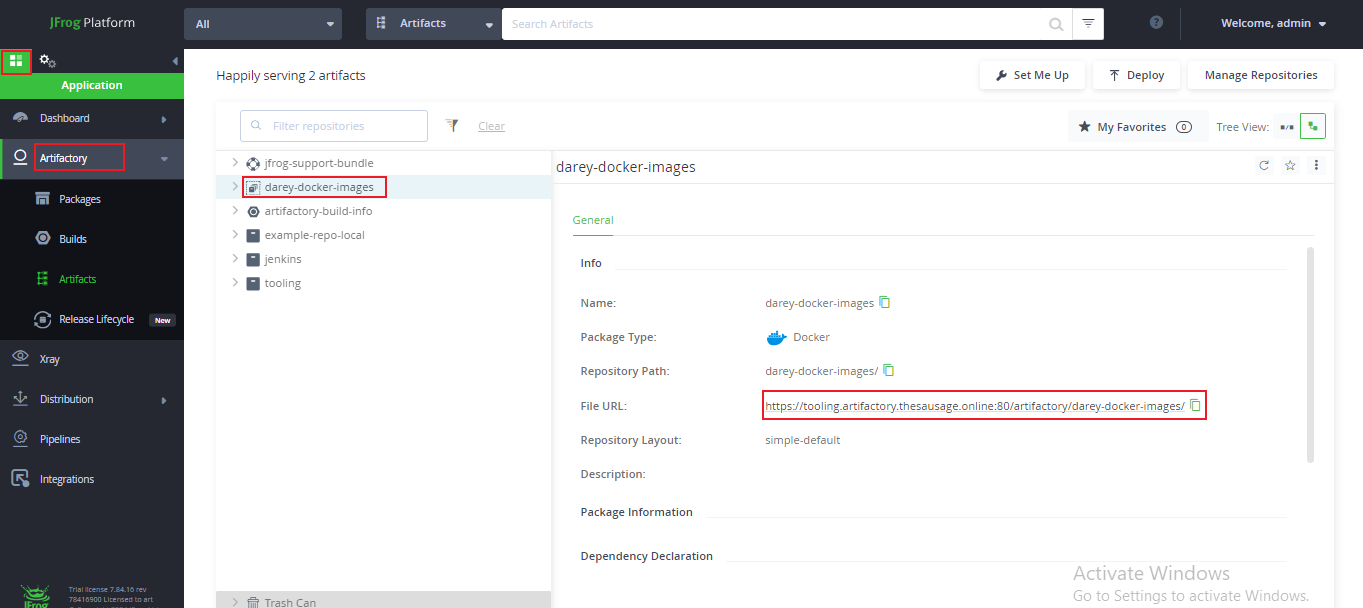 JFrog Platform
All
Artifacts
Search Artifacts
?
Welcome, admin
Application
Dashboard
Artifactory
Packages
Builds
Artifacts
Release Lifecycle New
Xray
Distribution
Pipelines
Integrations
JFrog
Trial license 7.84.16 rev
78416900 Licensed to art
Happily serving 2 artifacts
Set Me Up
Deploy
Manage Repositories
Filter repositories
Clear
My Favorites 0
Tree View:
jfrog-support-bundle
darey-docker-images
artifactory-build-info
example-repo-local
jenkins
tooling
Trash Can
darey-docker-images
General
Info
Name: darey-docker-images
Package Type: Docker
Repository Path: darey-docker-images/
File URL: https://tooling.artifactory.thesausage.online:80/artifactory/darey-docker-images/
Repository Layout: simple-default
Description:
Package Information
Dependency Declaration
Activate Windows
Go to Settings to activate Windows.